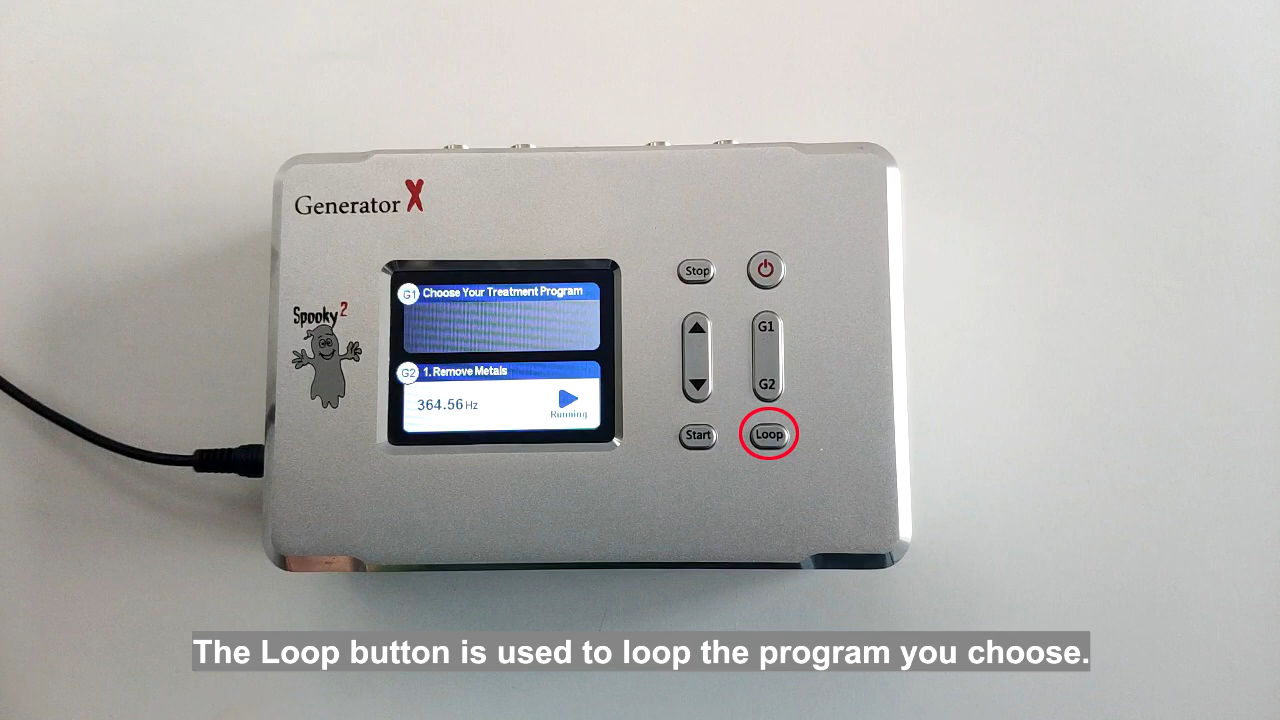 Generator X
Spooky2
G1 Choose Your Treatment Program
G2 1.Remove Metals
364.56 Hz
Running
Stop
G1
G2
Start
Loop
The Loop button is used to loop the program you choose.